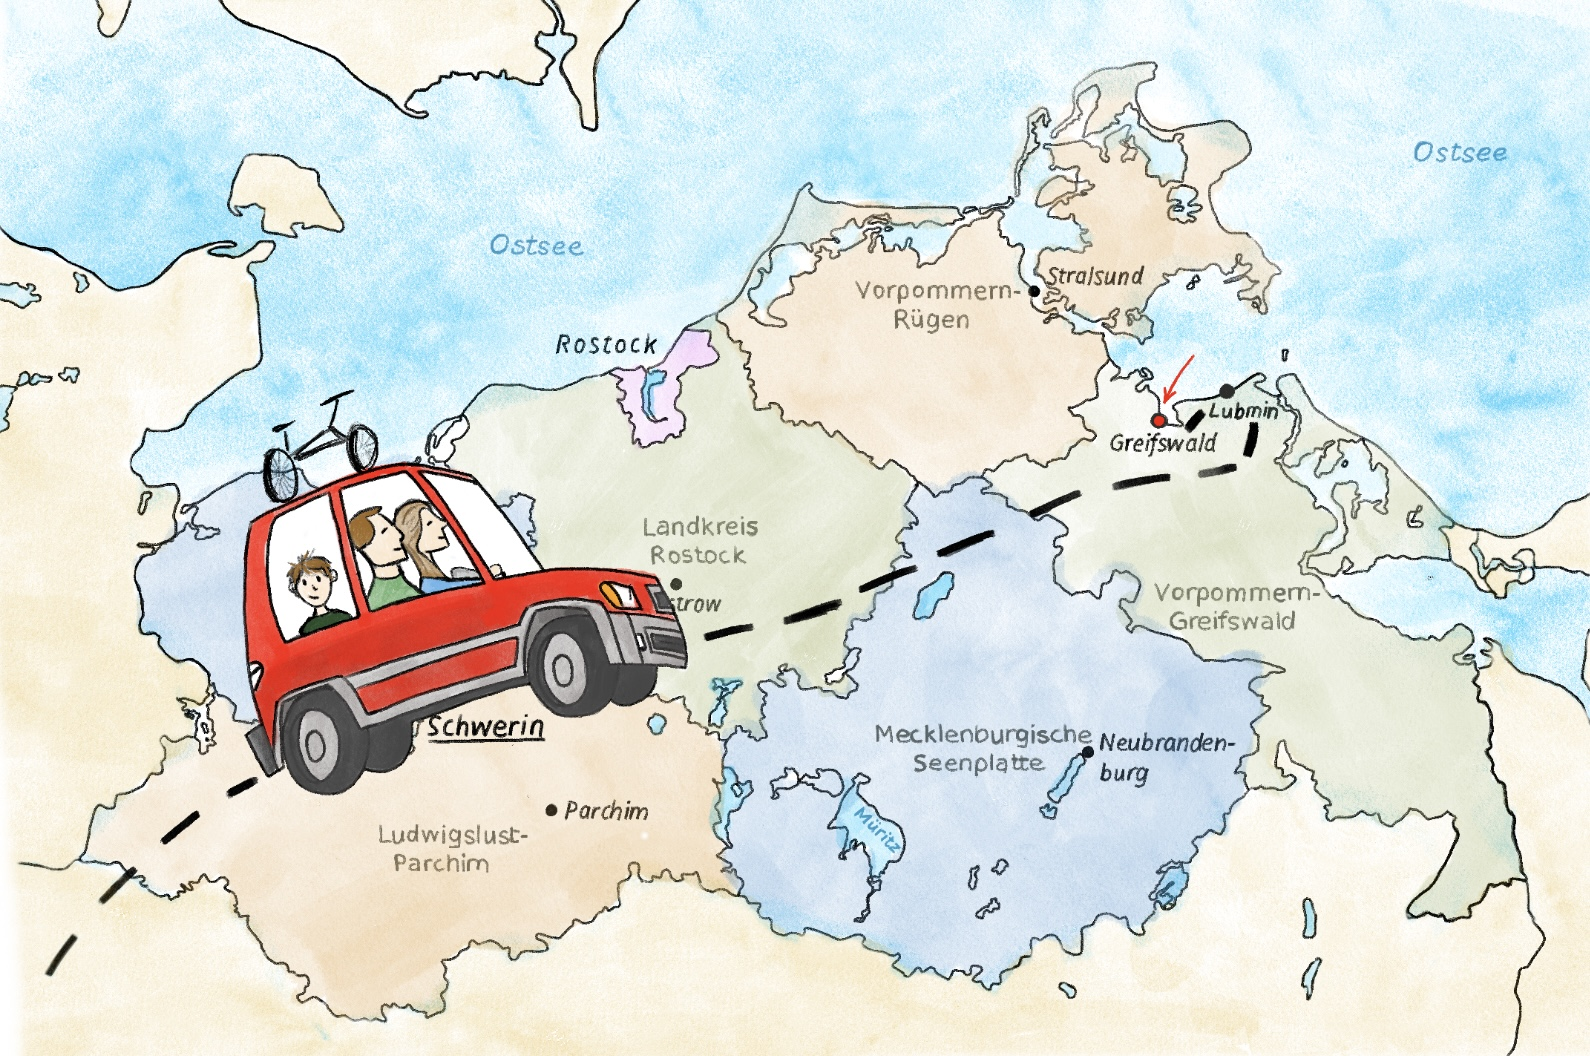 Ostsee
Ostsee
Stralsund
Vorpommern-
Rügen
Rostock
Lubmin
Greifswald
Landkreis
Rostock
strow
Vorpommern-
Greifswald
Schwerin
Mecklenburgische
Seenplatte
Neubranden-
burg
Parchim
Müritz
Ludwigslust-
Parchim